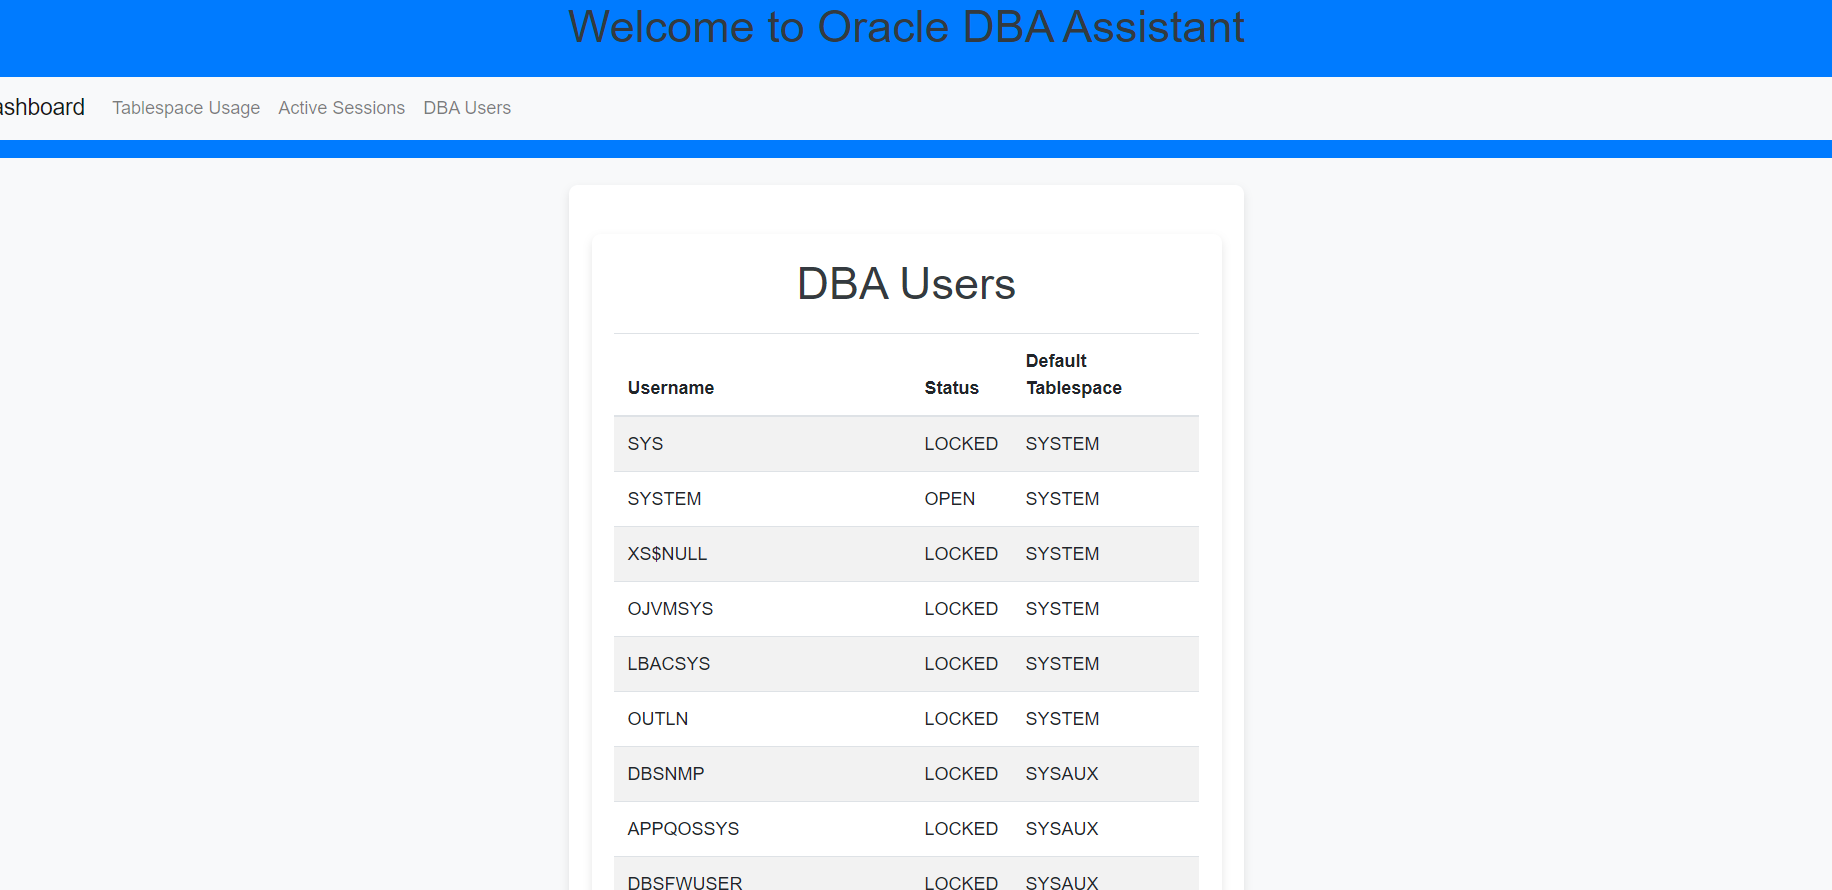 Welcome to Oracle DBA Assistant
ashboard Tablespace Usage Active Sessions DBA Users
DBA Users
Username Status Default Tablespace
SYS LOCKED SYSTEM
SYSTEM OPEN SYSTEM
XS$NULL LOCKED SYSTEM
OJVMSYS LOCKED SYSTEM
LBACSYS LOCKED SYSTEM
OUTLN LOCKED SYSTEM
DBSNMP LOCKED SYSAUX
APPQOSSYS LOCKED SYSAUX
DBSFWUSER LOCKED SYSAUX